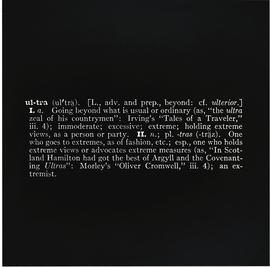 ul-tra (ul'trȧ). [L., adv. and prep., beyond: cf. ulterior.]
I. a. Going beyond what is usual or ordinary (as, "the ultra
zeal of his countrymen": Irving's "Tales of a Traveler,"
iii. 4); immoderate; excessive; extreme; holding extreme
views, as a person or party. II. n.; pl. -tras (-trȧz). One
who goes to extremes, as of fashion, etc.; esp., one who holds
extreme views or advocates extreme measures (as, "In Scot-
land Hamilton had got the best of Argyll and the Covenant-
ing Ultras": Morley's "Oliver Cromwell," iii. 4); an ex-
tremist.